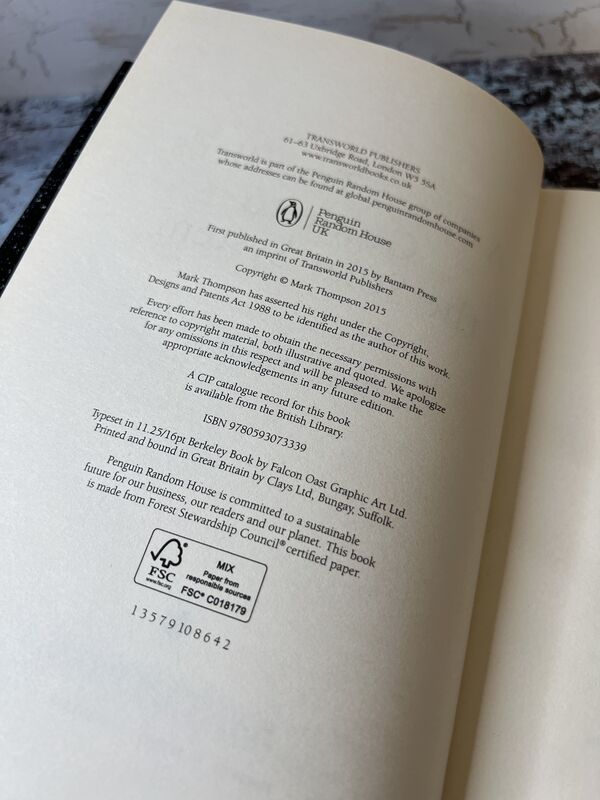 TRANSWORLD PUBLISHERS
61–63 Uxbridge Road, London W5 5SA
www.transworldbooks.co.uk
Transworld is part of the Penguin Random House group of companies
whose addresses can be found at global.penguinrandomhouse.com
Penguin
Random House
UK
First published in Great Britain in 2015 by Bantam Press
an imprint of Transworld Publishers
Copyright © Mark Thompson 2015
Mark Thompson has asserted his right under the Copyright,
Designs and Patents Act 1988 to be identified as the author of this work.
Every effort has been made to obtain the necessary permissions with
reference to copyright material, both illustrative and quoted. We apologize
for any omissions in this respect and will be pleased to make the
appropriate acknowledgements in any future edition.
A CIP catalogue record for this book
is available from the British Library.
ISBN 9780593073339
Typeset in 11.25/16pt Berkeley Book by Falcon Oast Graphic Art Ltd.
Printed and bound in Great Britain by Clays Ltd, Bungay, Suffolk.
Penguin Random House is committed to a sustainable
future for our business, our readers and our planet. This book
is made from Forest Stewardship Council® certified paper.
FSC
www.fsc.org
MIX
Paper from
responsible sources
FSC® C018179
1 3 5 7 9 10 8 6 4 2